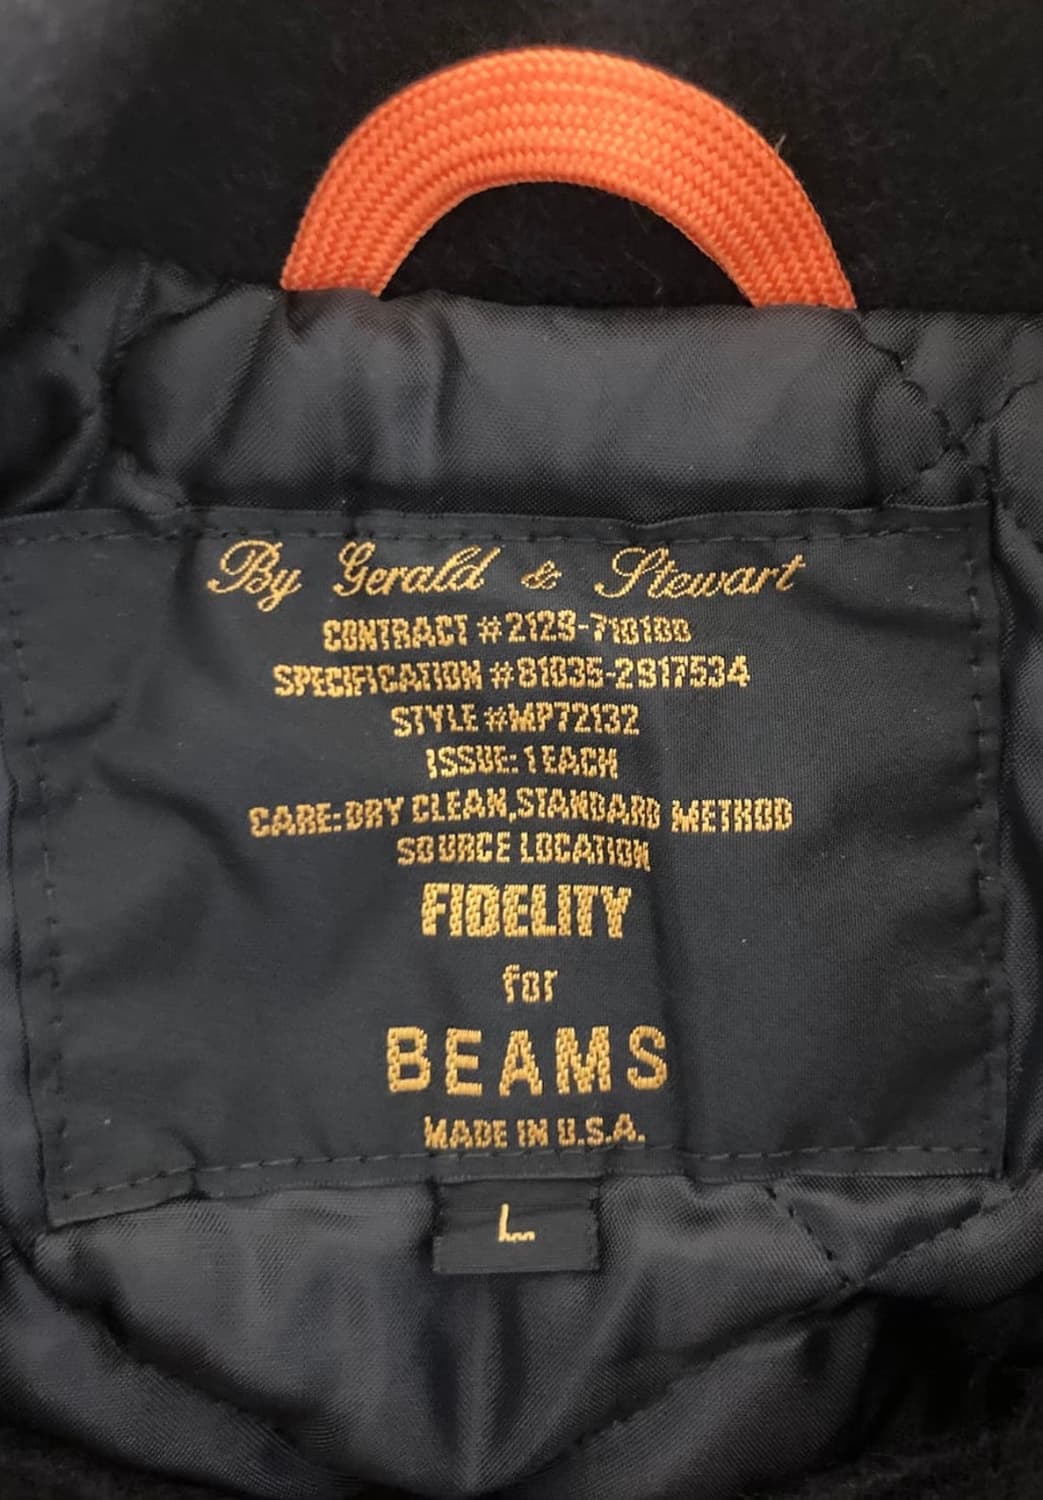 By Gerald & Stewart
CONTRACT #2129-710100
SPECIFICATION #81035-2917534
STYLE #MP72132
ISSUE: 1 EACH
CARE: DRY CLEAN, STANDARD METHOD
SOURCE LOCATION
FIDELITY
for
BEAMS
MADE IN U.S.A.
L